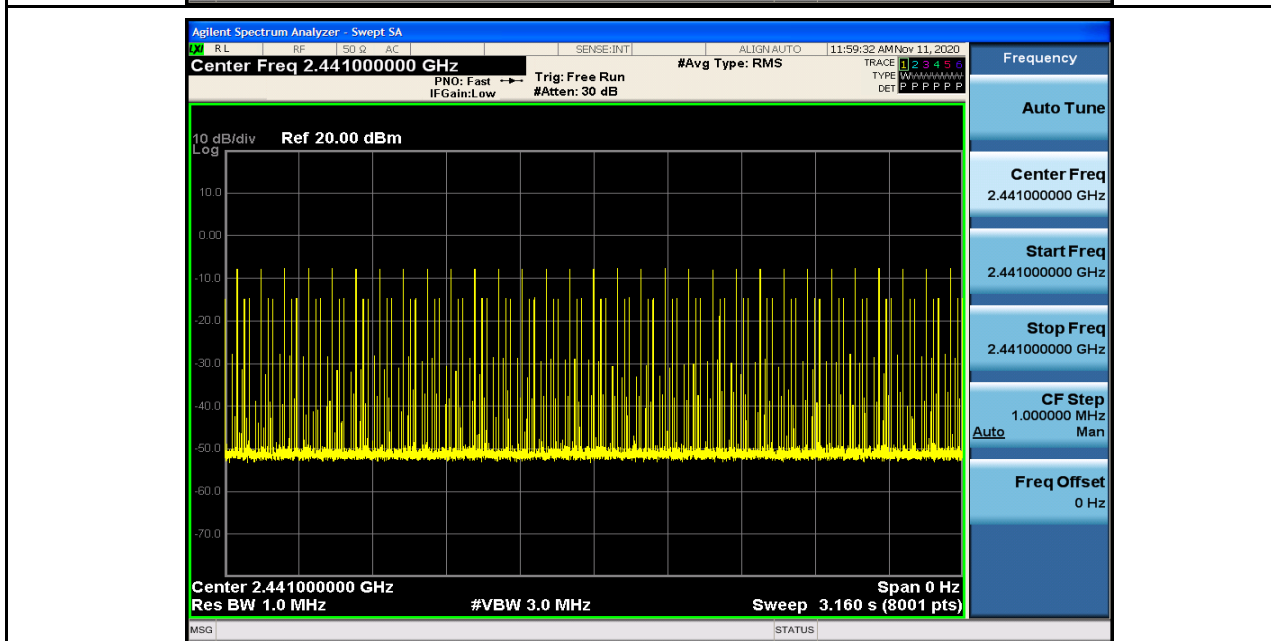 Agilent Spectrum Analyzer - Swept SA
LXI RL RF 50 Ω AC SENSE:INT ALIGN AUTO 11:59:32 AM Nov 11, 2020
Center Freq 2.441000000 GHz
#Avg Type: RMS
TRACE 1 2 3 4 5 6
TYPE WWWWWW
DET P P P P P P
PNO: Fast
IFGain:Low
Trig: Free Run
#Atten: 30 dB
10 dB/div Ref 20.00 dBm
Log
10.0
0.00
-10.0
-20.0
-30.0
-40.0
-50.0
-60.0
-70.0
Center 2.441000000 GHz Span 0 Hz
Res BW 1.0 MHz #VBW 3.0 MHz Sweep 3.160 s (8001 pts)
MSG STATUS
Frequency
Auto Tune
Center Freq
2.441000000 GHz
Start Freq
2.441000000 GHz
Stop Freq
2.441000000 GHz
CF Step
1.000000 MHz
Auto Man
Freq Offset
0 Hz